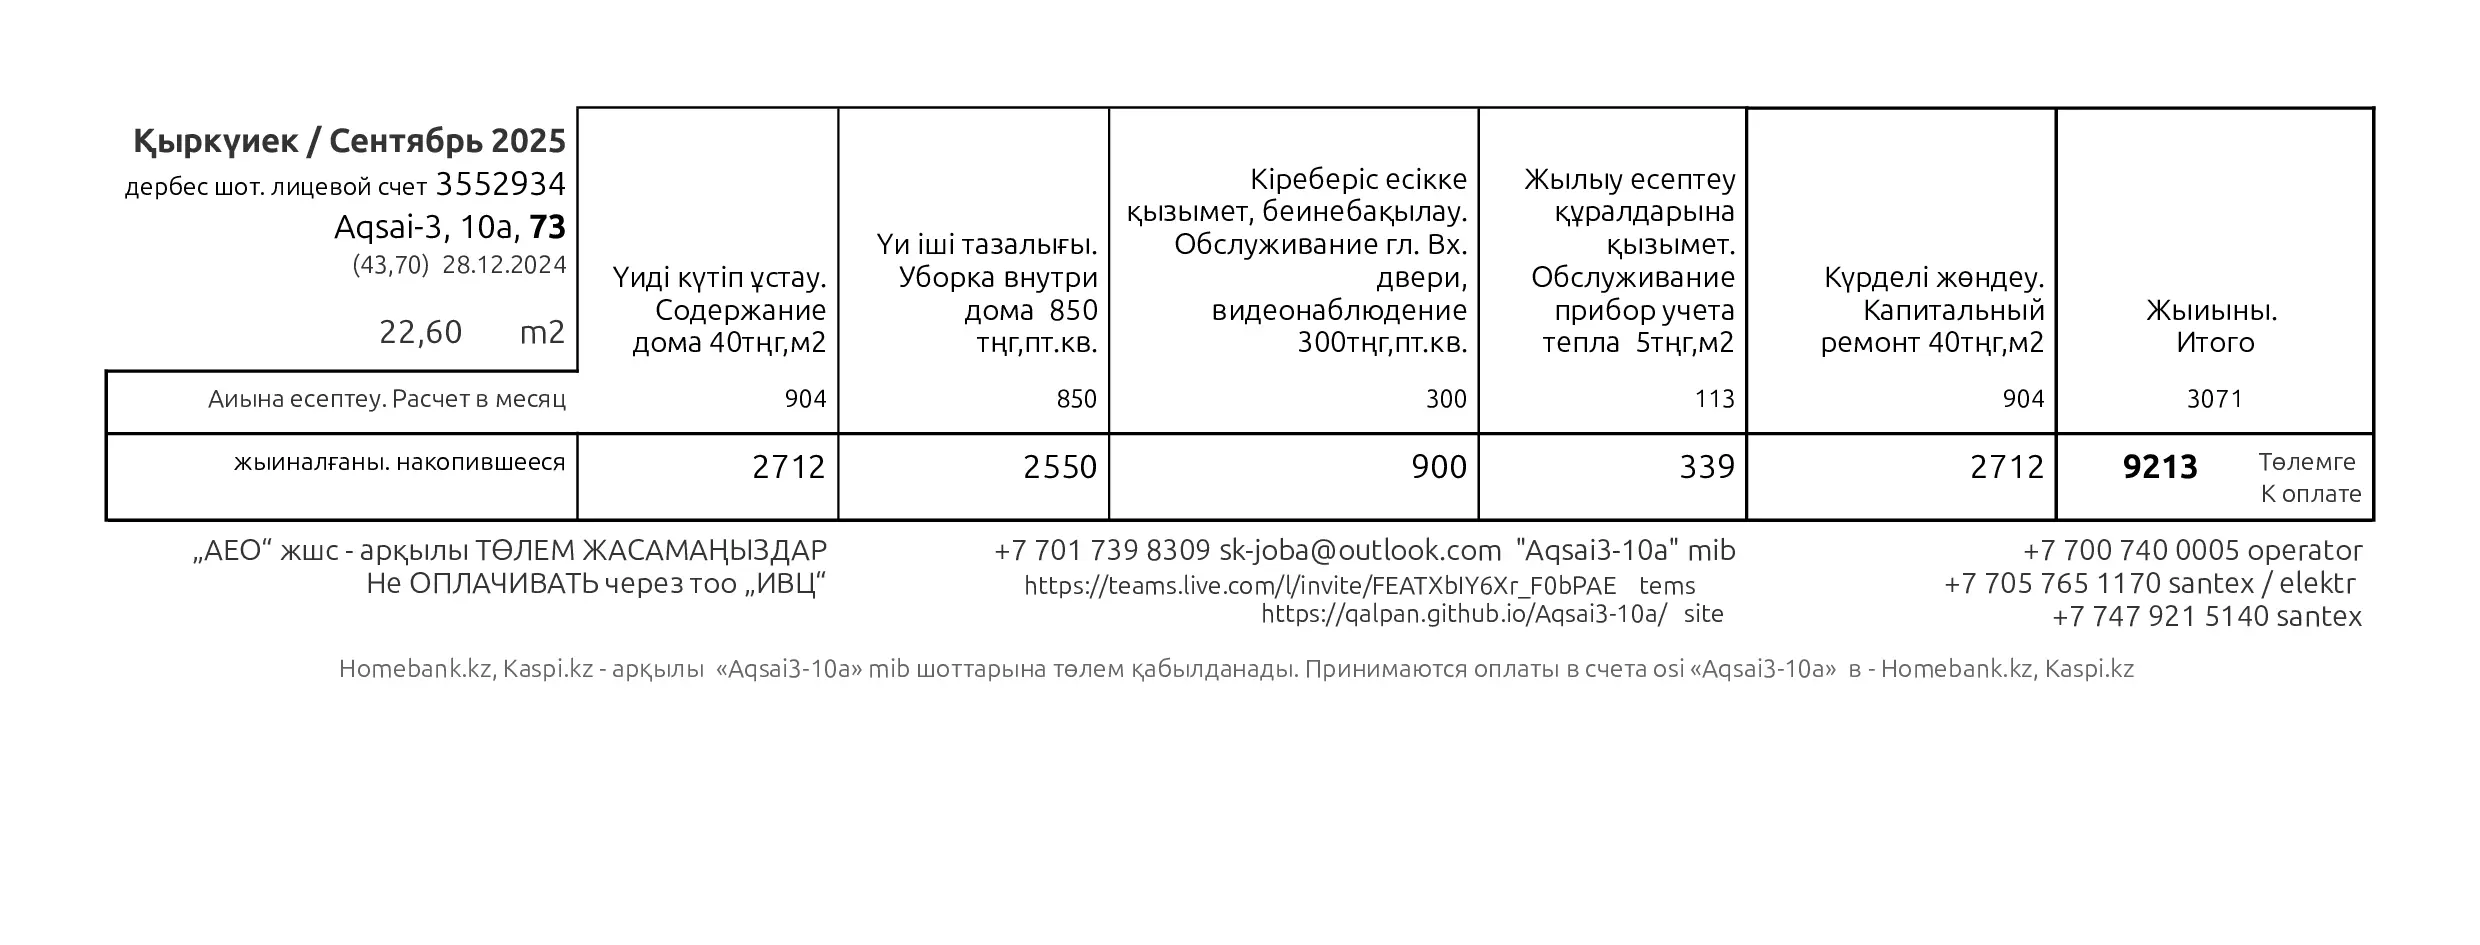 Қыркүиек / Сентябрь 2025
дербес шот. лицевой счет 3552934
Aqsai-3, 10a, 73
(43,70) 28.12.2024
22,60 m2
Үиді күтіп ұстау.
Содержание
дома 40тңг,м2
Үи іші тазалығы.
Уборка внутри
дома 850
тңг,пт.кв.
Кіреберіс есікке
қызымет, беинебақылау.
Обслуживание гл. Вх.
двери,
видеонаблюдение
300тңг,пт.кв.
Жылыу есептеу
құралдарына
қызымет.
Обслуживание
прибор учета
тепла 5тңг,м2
Күрделі жөндеу.
Капитальный
ремонт 40тңг,м2
Жыиыны.
Итого
Аиына есептеу. Расчет в месяц 904 850 300 113 904 3071
жыиналғаны. накопившееся 2712 2550 900 339 2712 9213 Төлемге
К оплате
„АЕО“ жшс - арқылы ТӨЛЕМ ЖАСАМАҢЫЗДАР
Не ОПЛАЧИВАТЬ через тоо „ИВЦ“
+7 701 739 8309 sk-joba@outlook.com "Aqsai3-10a" mib
https://teams.live.com/l/invite/FEATXbIY6Xr_F0bPAE tems
https://qalpan.github.io/Aqsai3-10a/ site
+7 700 740 0005 operator
+7 705 765 1170 santex / elektr
+7 747 921 5140 santex
Homebank.kz, Kaspi.kz - арқылы «Aqsai3-10a» mib шоттарына төлем қабылданады. Принимаются оплаты в счета osi «Aqsai3-10a» в - Homebank.kz, Kaspi.kz